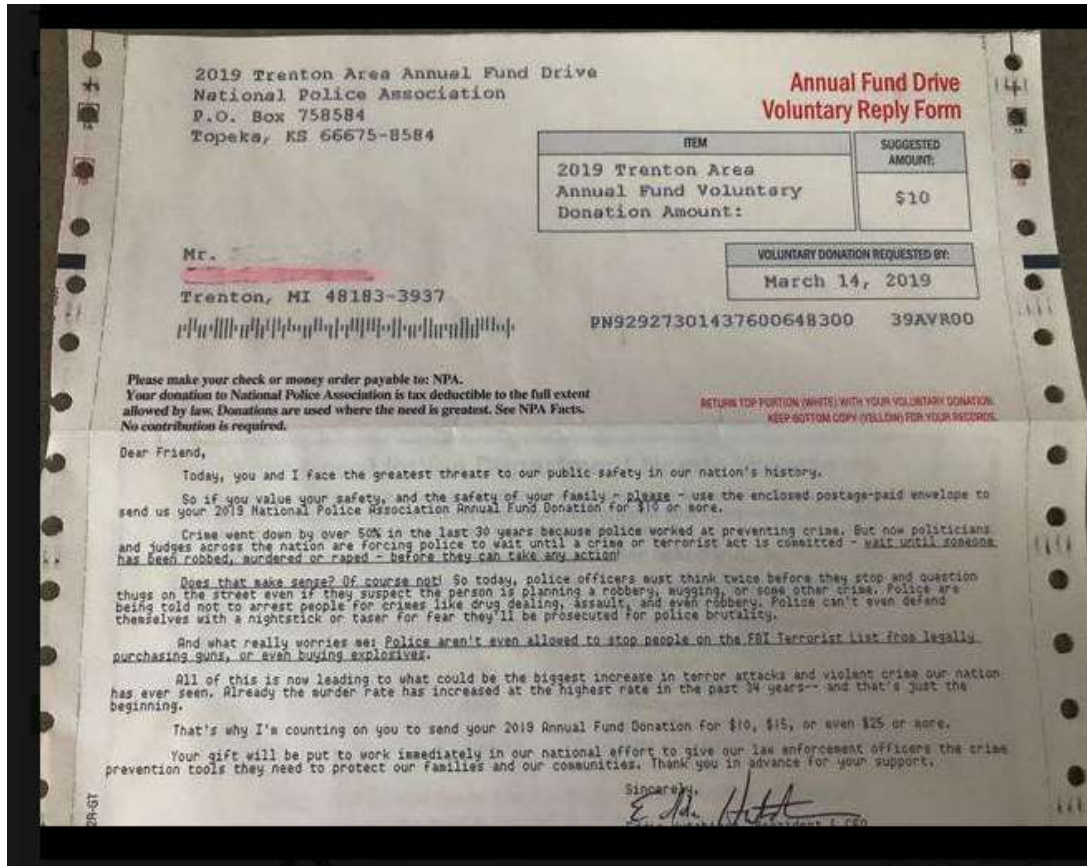 2019 Trenton Area Annual Fund Drive
National Police Association
P.O. Box 758584
Topeka, KS 66675-8584
Annual Fund Drive
Voluntary Reply Form
ITEM
SUGGESTED
AMOUNT:
2019 Trenton Area
Annual Fund Voluntary
Donation Amount:
$10
Mr.
Trenton, MI 48183-3937
VOLUNTARY DONATION REQUESTED BY:
March 14, 2019
PN92927301437600648300 39AVR00
Please make your check or money order payable to: NPA.
Your donation to National Police Association is tax deductible to the full extent
allowed by law. Donations are used where the need is greatest. See NPA Facts.
No contribution is required.
RETURN TOP PORTION (WHITE) WITH YOUR VOLUNTARY DONATION.
KEEP BOTTOM COPY (YELLOW) FOR YOUR RECORDS.
Dear Friend,
Today, you and I face the greatest threats to our public safety in our nation's history.
So if you value your safety, and the safety of your family - please - use the enclosed postage-paid envelope to
send us your 2019 National Police Association Annual Fund Donation for $10 or more.
Crime went down by over 50% in the last 30 years because police worked at preventing crime. But now politicians
and judges across the nation are forcing police to wait until a crime or terrorist act is committed - wait until someone
has been robbed, murdered or raped - before they can take any action!
Does that make sense? Of course not! So today, police officers must think twice before they stop and question
thugs on the street even if they suspect the person is planning a robbery, mugging, or some other crime. Police are
being told not to arrest people for crimes like drug dealing, assault, and even robbery. Police can't even defend
themselves with a nightstick or taser for fear they'll be prosecuted for police brutality.
And what really worries me: Police aren't even allowed to stop people on the FBI Terrorist List from legally
purchasing guns, or even buying explosives.
All of this is now leading to what could be the biggest increase in terror attacks and violent crime our nation
has ever seen. Already the murder rate has increased at the highest rate in the past 34 years-- and that's just the
beginning.
That's why I'm counting on you to send your 2019 Annual Fund Donation for $10, $15, or even $25 or more.
Your gift will be put to work immediately in our national effort to give our law enforcement officers the crime
prevention tools they need to protect our families and our communities. Thank you in advance for your support.
Sincerely,
2R-GT